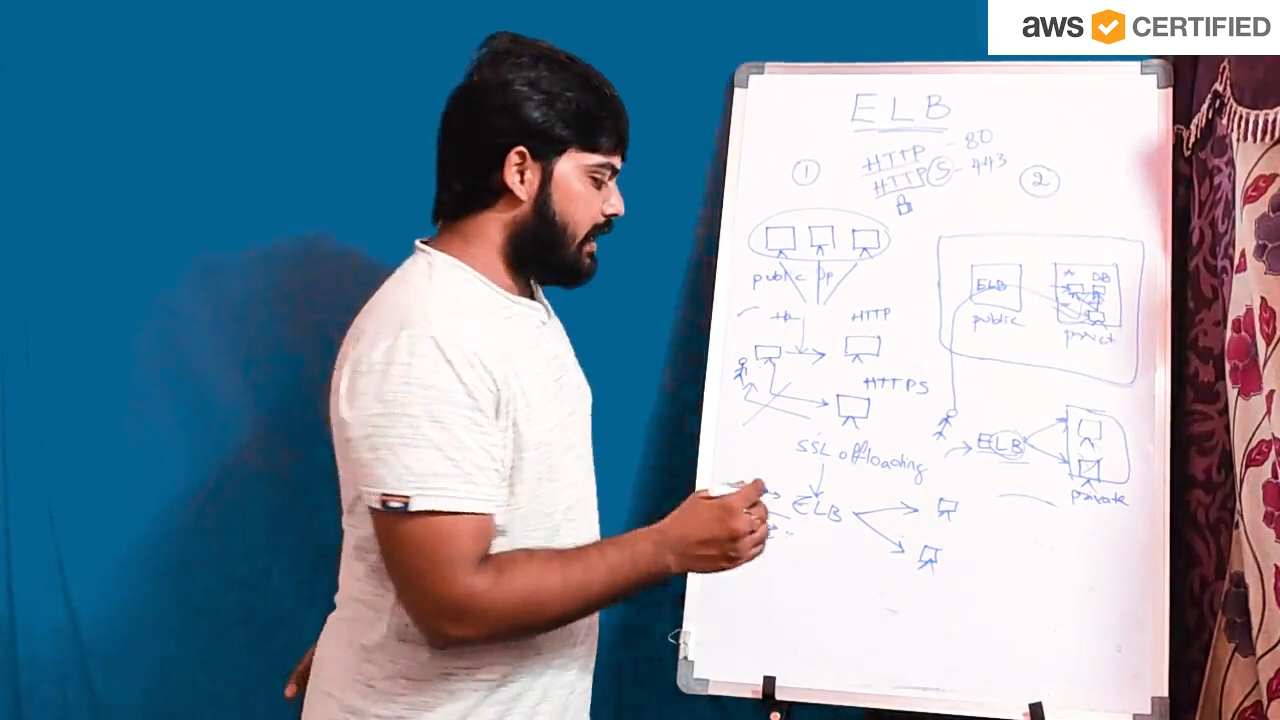 aws CERTIFIED
ELB
HTTP - 80
HTTPS - 443
1
2
public Ip
ELB
public
DB
HTTP
HTTPS
ELB
private
SSL offloading
ELB